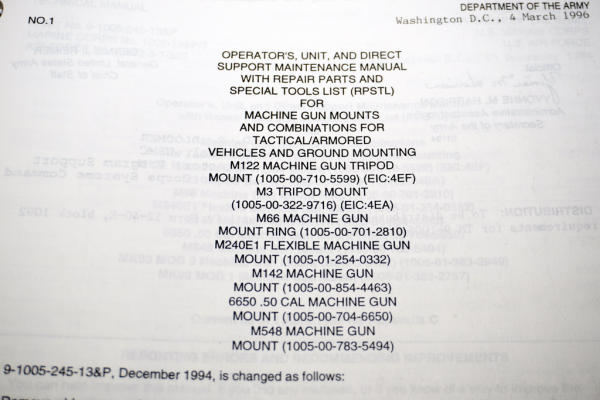 DEPARTMENT OF THE ARMY
NO.1
Washington D.C., 4 March 1996
OPERATOR'S, UNIT, AND DIRECT
SUPPORT MAINTENANCE MANUAL
WITH REPAIR PARTS AND
SPECIAL TOOLS LIST (RPSTL)
FOR
MACHINE GUN MOUNTS
AND COMBINATIONS FOR
TACTICAL/ARMORED
VEHICLES AND GROUND MOUNTING
M122 MACHINE GUN TRIPOD
MOUNT (1005-00-710-5599) (EIC:4EF)
M3 TRIPOD MOUNT
(1005-00-322-9716) (EIC:4EA)
M66 MACHINE GUN
MOUNT RING (1005-00-701-2810)
M240E1 FLEXIBLE MACHINE GUN
MOUNT (1005-01-254-0332)
M142 MACHINE GUN
MOUNT (1005-00-854-4463)
6650 .50 CAL MACHINE GUN
MOUNT (1005-00-704-6650)
M548 MACHINE GUN
MOUNT (1005-00-783-5494)
9-1005-245-13&P, December 1994, is changed as follows: